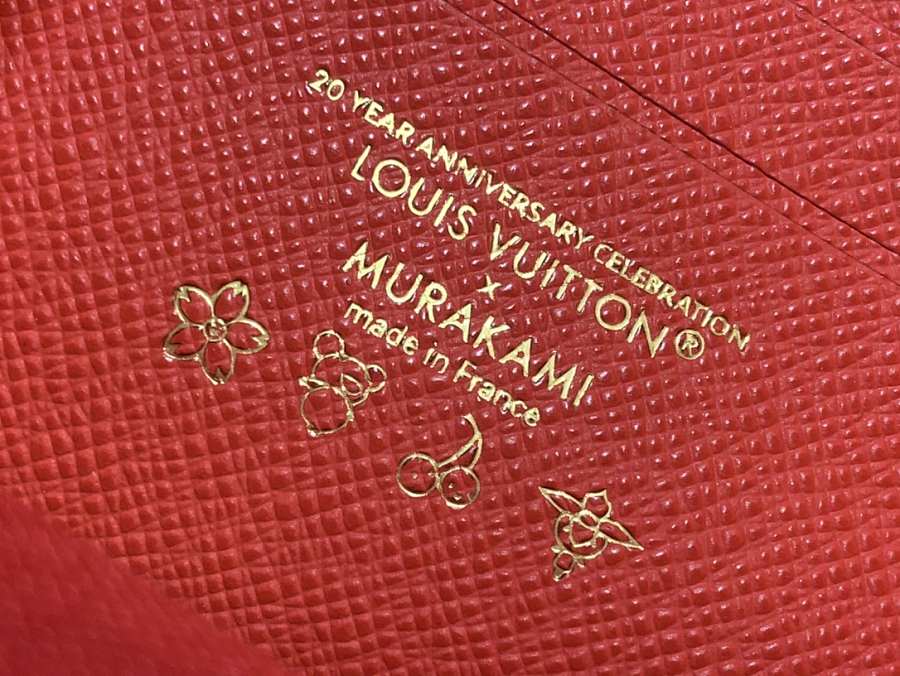 20 YEAR ANNIVERSARY CELEBRATION
LOUIS VUITTON®
×
MURAKAMI
made in France